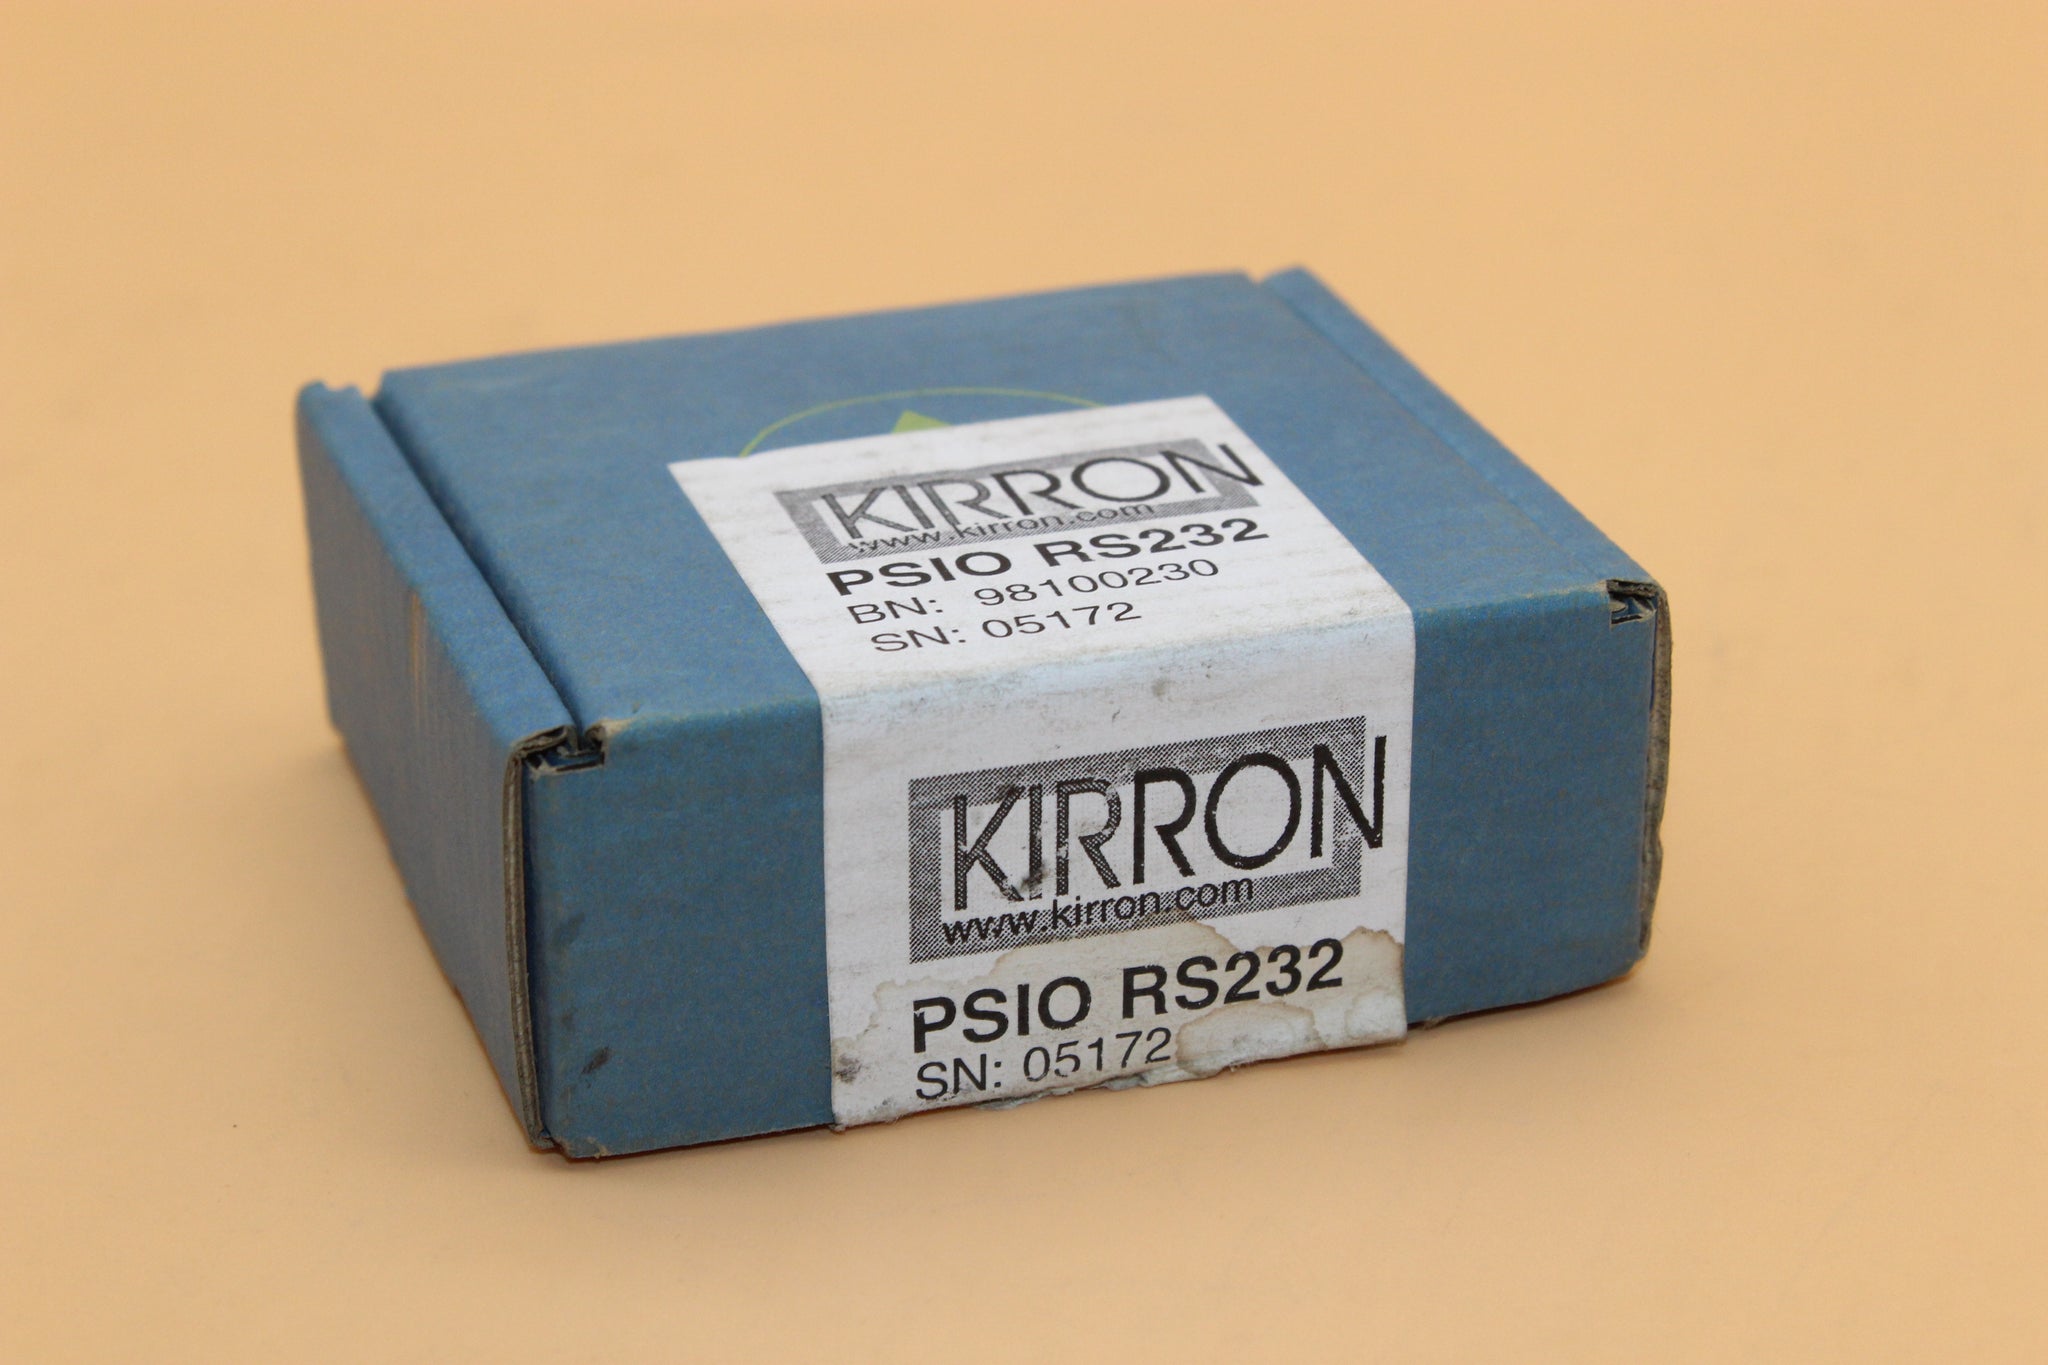 KIRRON
www.kirron.com
PSIO RS232
BN: 98100230
SN: 05172
KIRRON
www.kirron.com
PSIO RS232
SN: 05172